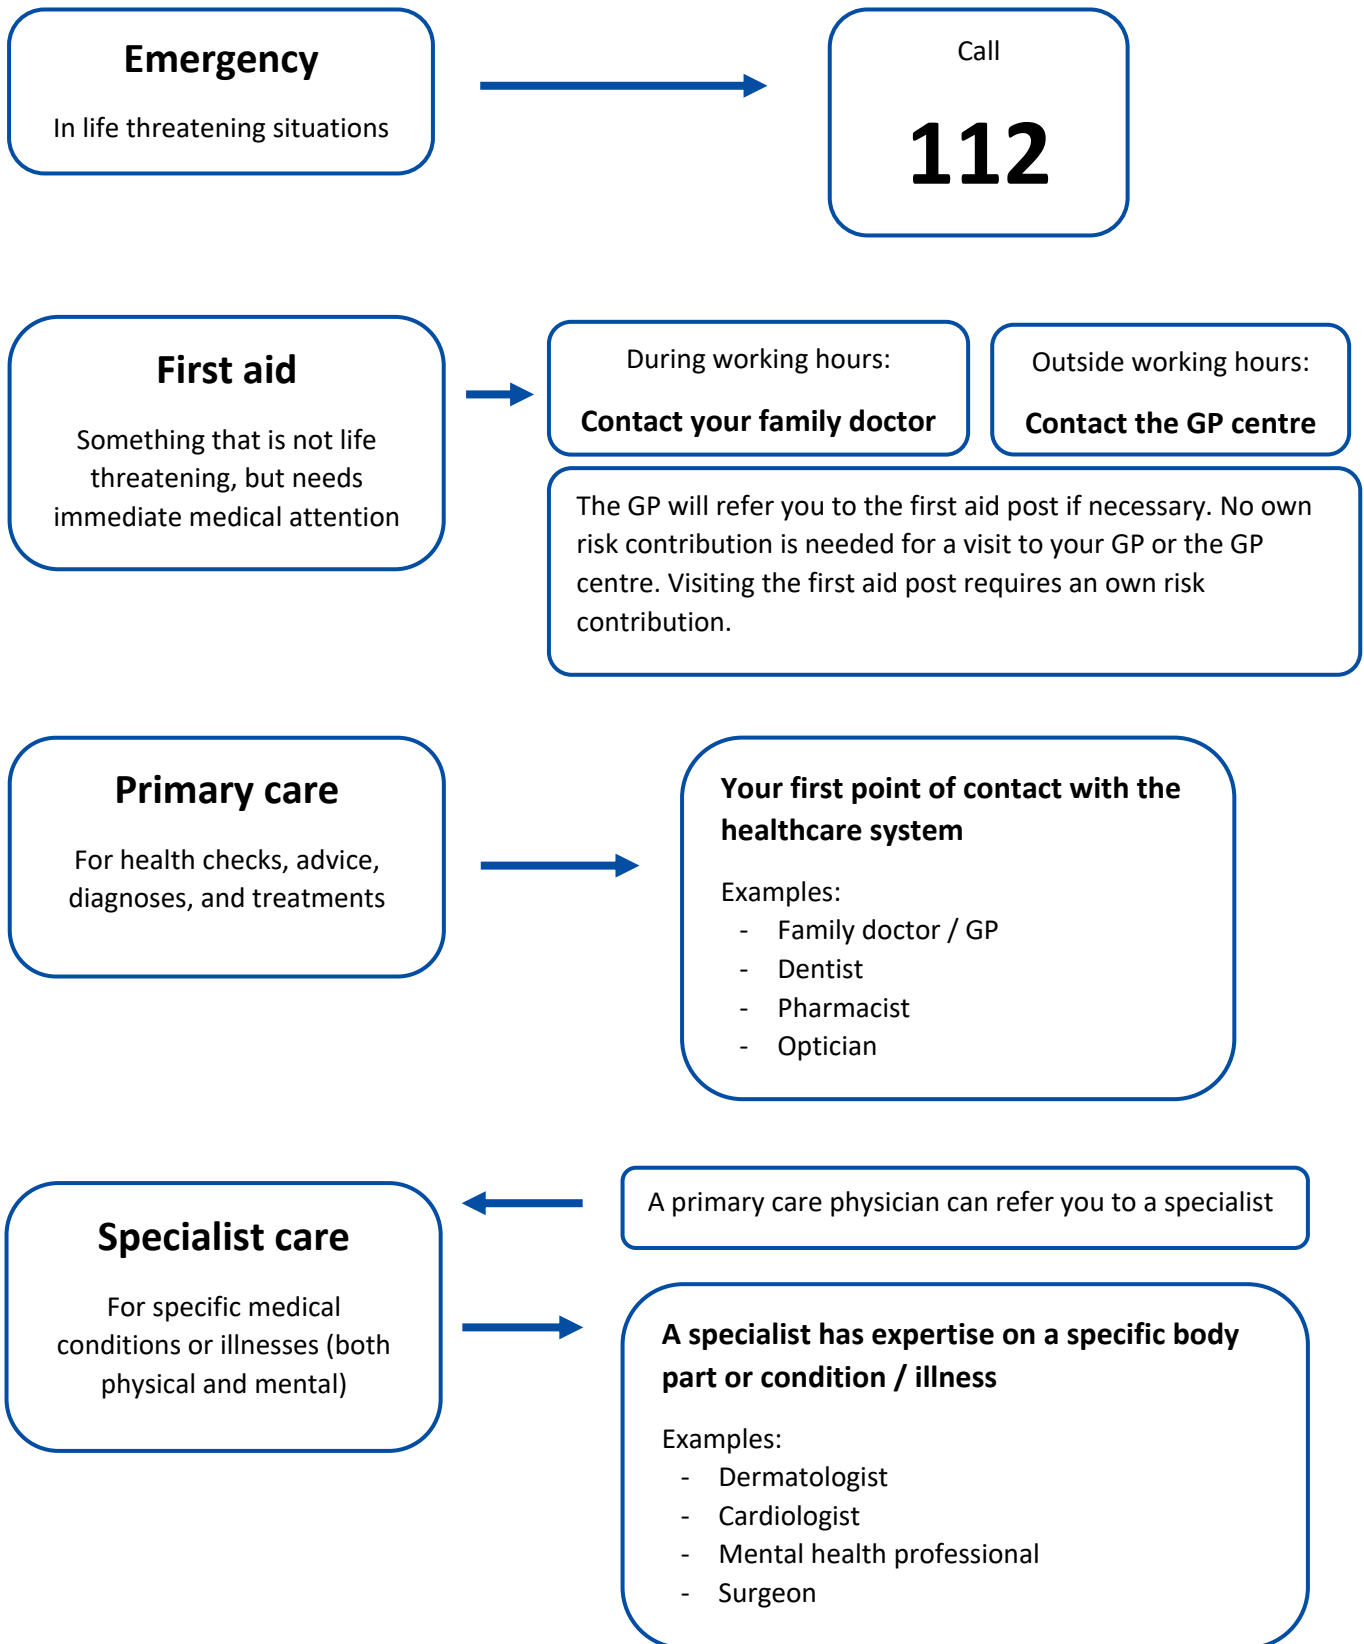 Emergency
In life threatening situations
Call
112
First aid
Something that is not life
threatening, but needs
immediate medical attention
During working hours:
Contact your family doctor
Outside working hours:
Contact the GP centre
The GP will refer you to the first aid post if necessary. No own
risk contribution is needed for a visit to your GP or the GP
centre. Visiting the first aid post requires an own risk
contribution.
Primary care
For health checks, advice,
diagnoses, and treatments
Your first point of contact with the
healthcare system
Examples:
- Family doctor / GP
- Dentist
- Pharmacist
- Optician
Specialist care
For specific medical
conditions or illnesses (both
physical and mental)
A primary care physician can refer you to a specialist
A specialist has expertise on a specific body
part or condition / illness
Examples:
- Dermatologist
- Cardiologist
- Mental health professional
- Surgeon